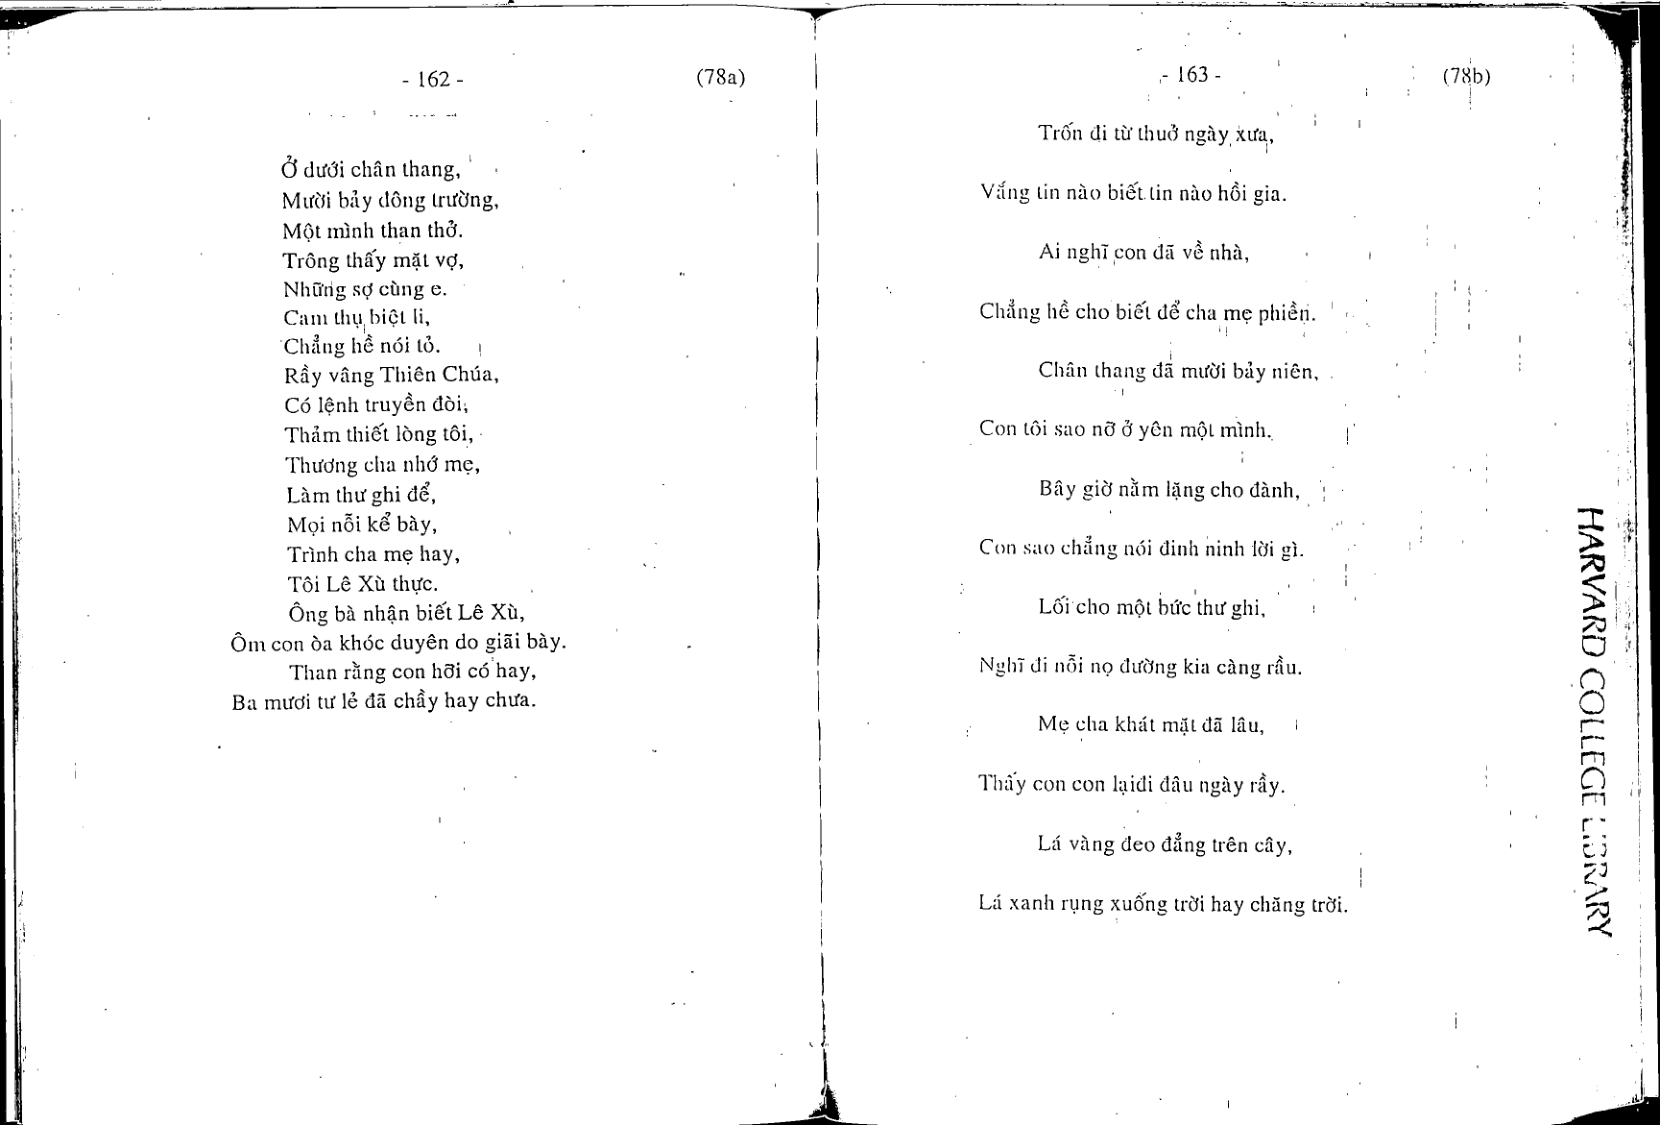 - 162 - (78a)
Ở dưới chân thang,
Mười bảy đông trường,
Một mình than thở.
Trông thấy mặt vợ,
Những sợ cùng e.
Cam thụ biệt li,
Chẳng hề nói tỏ.
Rầy vâng Thiên Chúa,
Có lệnh truyền đòi,
Thảm thiết lòng tôi,
Thương cha nhớ mẹ,
Làm thư ghi để,
Mọi nỗi kể bày,
Trình cha mẹ hay,
Tôi Lê Xù thực.
Ông bà nhận biết Lê Xù,
Ôm con òa khóc duyên do giãi bày.
Than rằng con hỡi có hay,
Ba mươi tư lẻ đã chầy hay chưa.
- 163 - (78b)
Trốn đi từ thuở ngày xưa,
Vắng tin nào biết tin nào hồi gia.
Ai nghĩ con đã về nhà,
Chẳng hề cho biết để cha mẹ phiền.
Chân thang đã mười bảy niên,
Con tôi sao nỡ ở yên một mình.
Bây giờ nằm lặng cho đành,
Con sao chẳng nói đinh ninh lời gì.
Lối cho một bức thư ghi,
Nghĩ đi nỗi nọ đường kia càng rầu.
Mẹ cha khát mặt đã lâu,
Thấy con con lạiđi đâu ngày rầy.
Lá vàng đeo đẳng trên cây,
Lá xanh rụng xuống trời hay chăng trời.
HARVARD COLLEGE LIBRARY